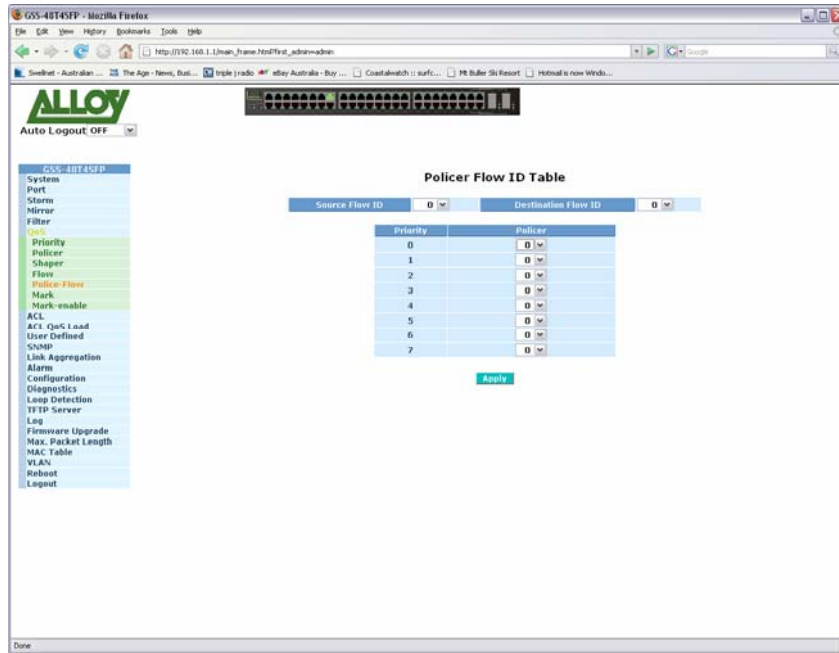 GSS-48T4SFP - Mozilla Firefox
File Edit View History Bookmarks Tools Help
http://192.168.1.1/main_frame.html?first_admin=admin
Google
Swellnet - Australian ... The Age - News, Busi... triple j radio eBay Australia - Buy ... Coastalwatch :: surfc... Mt Buller Ski Resort Hotmail is now Windo...
ALLOY
Auto Logout OFF
GSS-48T4SFP
System
Port
Storm
Mirror
Filter
QoS
Priority
Policer
Shaper
Flow
Police-Flow
Mark
Mark-enable
ACL
ACL QoS Load
User Defined
SNMP
Link Aggregation
Alarm
Configuration
Diagnostics
Loop Detection
TFTP Server
Log
Firmware Upgrade
Max. Packet Length
MAC Table
VLAN
Reboot
Logout
Policer Flow ID Table
Source Flow ID 0 Destination Flow ID 0
Priority Policer
0 0
1 0
2 0
3 0
4 0
5 0
6 0
7 0
Apply
Done